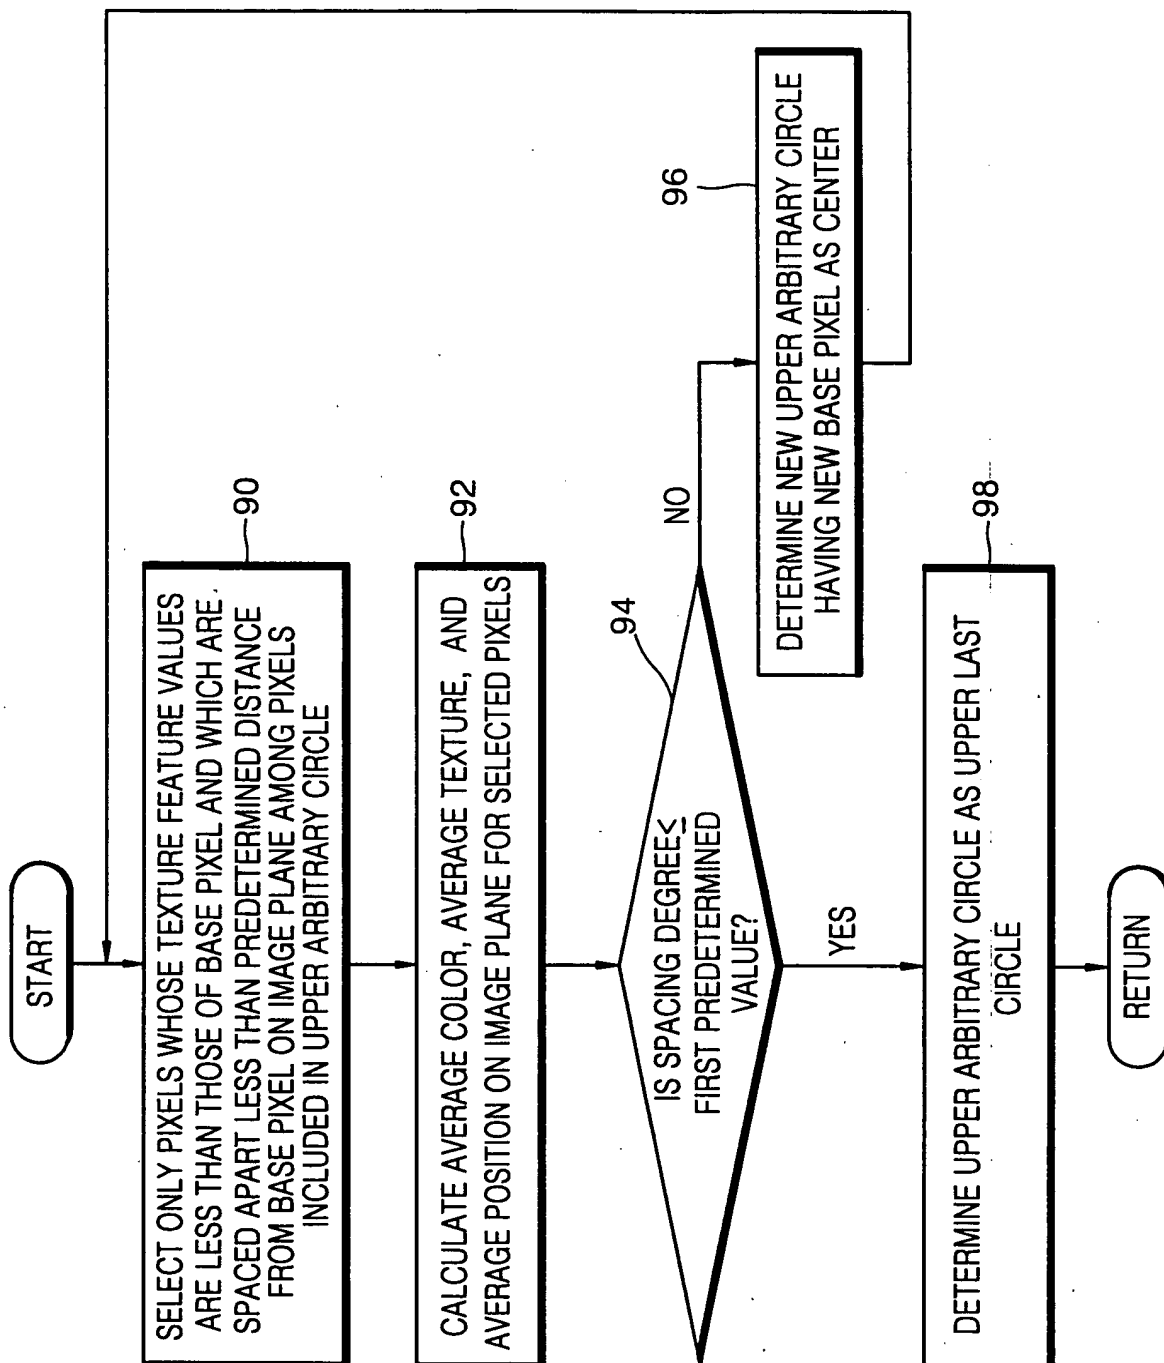 START
SELECT ONLY PIXELS WHOSE TEXTURE FEATURE VALUES
ARE LESS THAN THOSE OF BASE PIXEL AND WHICH ARE
SPACED APART LESS THAN PREDETERMINED DISTANCE
FROM BASE PIXEL ON IMAGE PLANE AMONG PIXELS
INCLUDED IN UPPER ARBITRARY CIRCLE
90
CALCULATE AVERAGE COLOR, AVERAGE TEXTURE, AND
AVERAGE POSITION ON IMAGE PLANE FOR SELECTED PIXELS
92
IS SPACING DEGREE≤
FIRST PREDETERMINED
VALUE?
94
NO
YES
DETERMINE NEW UPPER ARBITRARY CIRCLE
HAVING NEW BASE PIXEL AS CENTER
96
DETERMINE UPPER ARBITRARY CIRCLE AS UPPER LAST
CIRCLE
98
RETURN